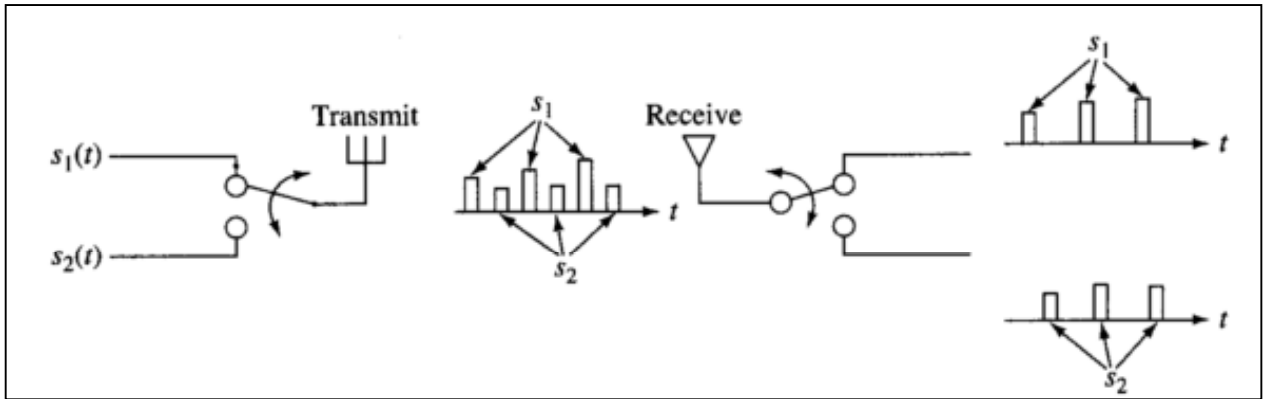 s₁
Transmit
s₁
Receive
s₁(t)
t
t
s₂(t)
s₂
t
s₂